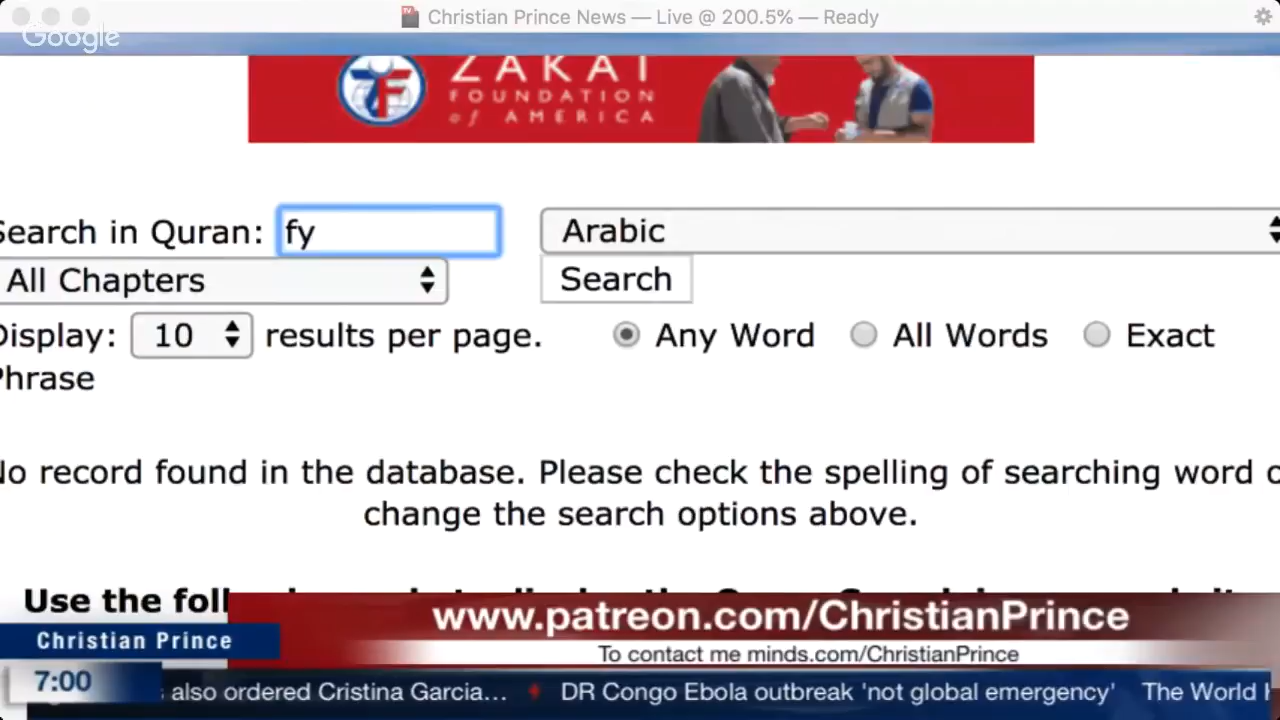 Christian Prince News — Live @ 200.5% — Ready
Google
ZAKAT
FOUNDATION
of AMERICA
Search in Quran: fy Arabic
All Chapters Search
Display: 10 results per page. Any Word All Words Exact
Phrase
No record found in the database. Please check the spelling of searching word
change the search options above.
Use the
www.patreon.com/ChristianPrince
Christian Prince
To contact me minds.com/ChristianPrince
7:00 also ordered Cristina Garcia... DR Congo Ebola outbreak 'not global emergency' The World